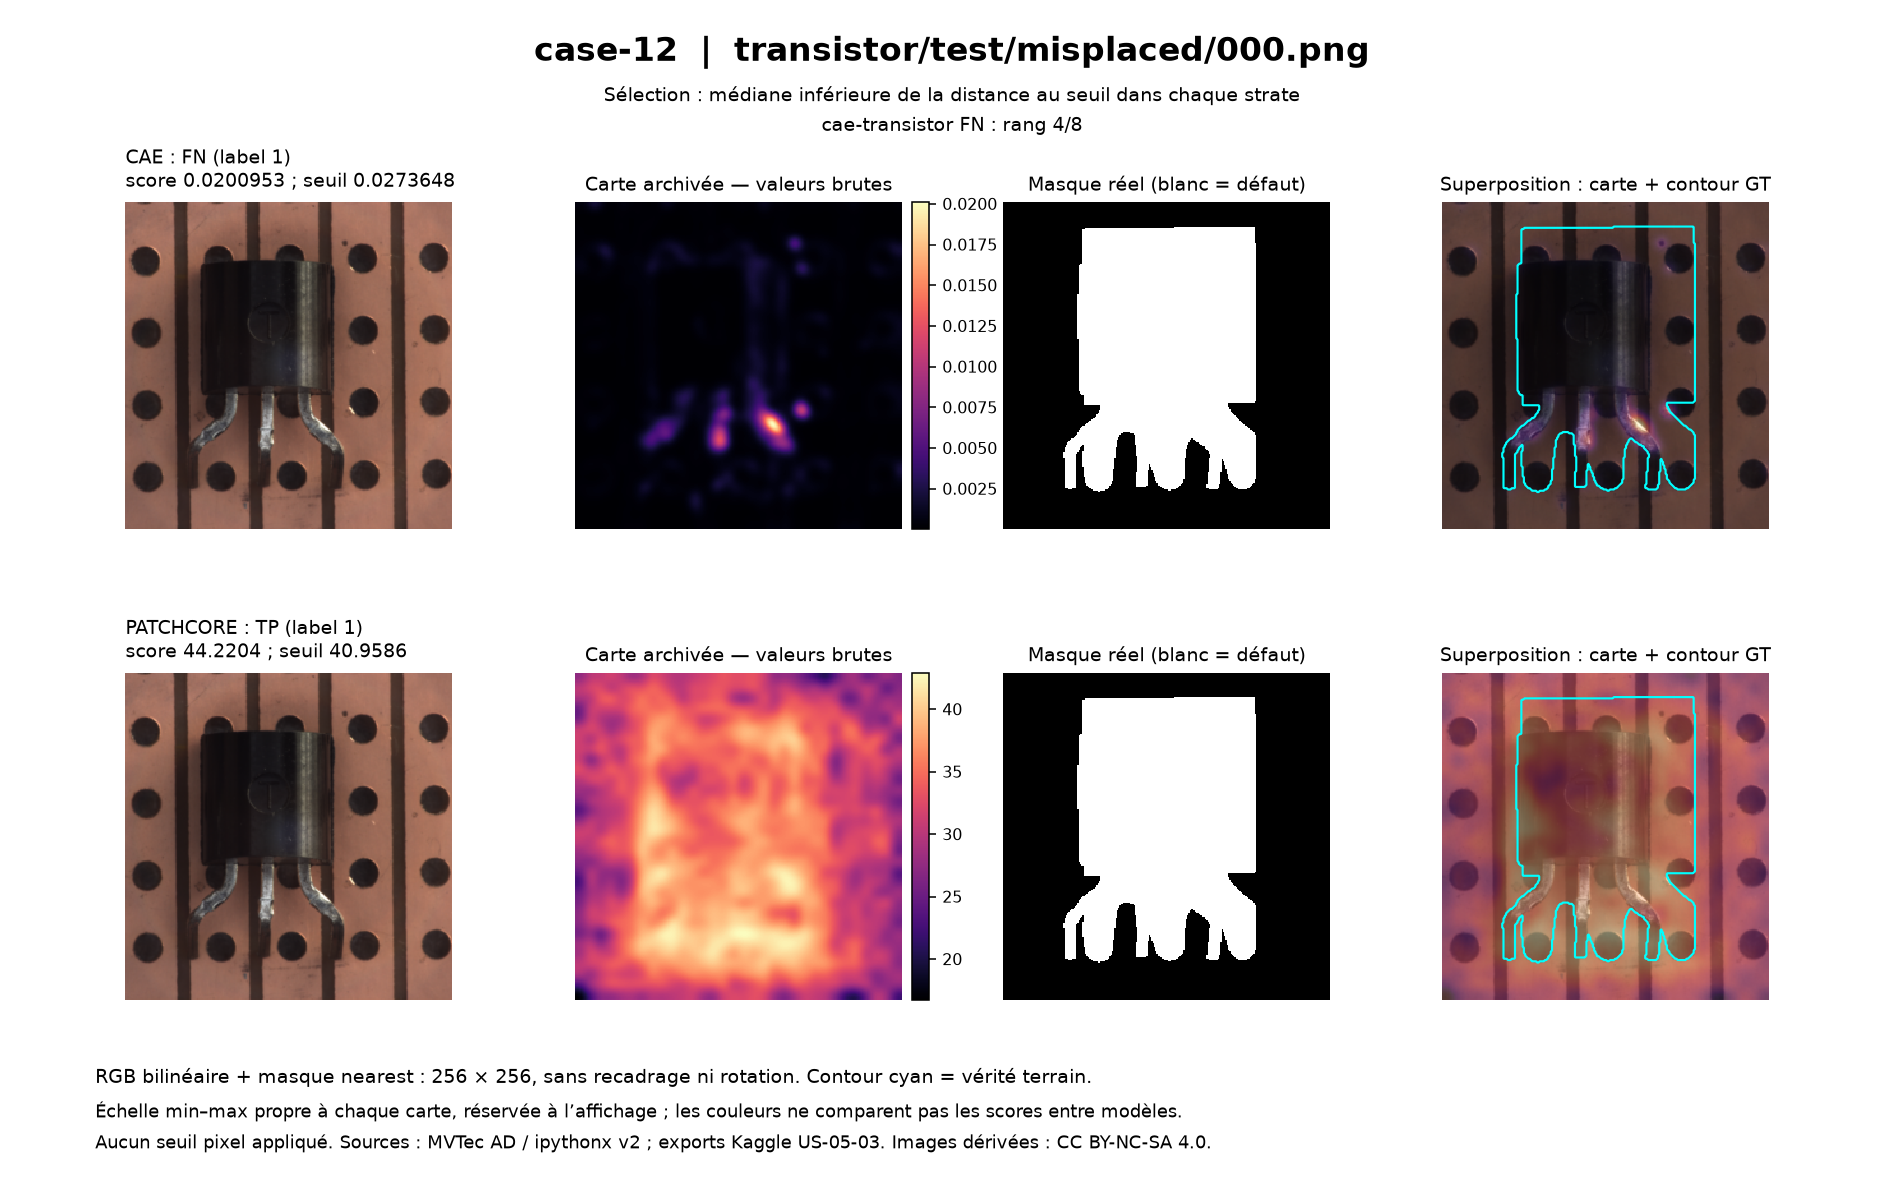 case-12 | transistor/test/misplaced/000.png
Sélection : médiane inférieure de la distance au seuil dans chaque strate
cae-transistor FN : rang 4/8
CAE : FN (label 1)
score 0.0200953 ; seuil 0.0273648
Carte archivée — valeurs brutes
Masque réel (blanc = défaut)
Superposition : carte + contour GT
0.0200
0.0175
0.0150
0.0125
0.0100
0.0075
0.0050
0.0025
PATCHCORE : TP (label 1)
score 44.2204 ; seuil 40.9586
Carte archivée — valeurs brutes
Masque réel (blanc = défaut)
Superposition : carte + contour GT
40
35
30
25
20
RGB bilinéaire + masque nearest : 256 × 256, sans recadrage ni rotation. Contour cyan = vérité terrain.
Échelle min–max propre à chaque carte, réservée à l’affichage ; les couleurs ne comparent pas les scores entre modèles.
Aucun seuil pixel appliqué. Sources : MVTec AD / ipythonx v2 ; exports Kaggle US-05-03. Images dérivées : CC BY-NC-SA 4.0.